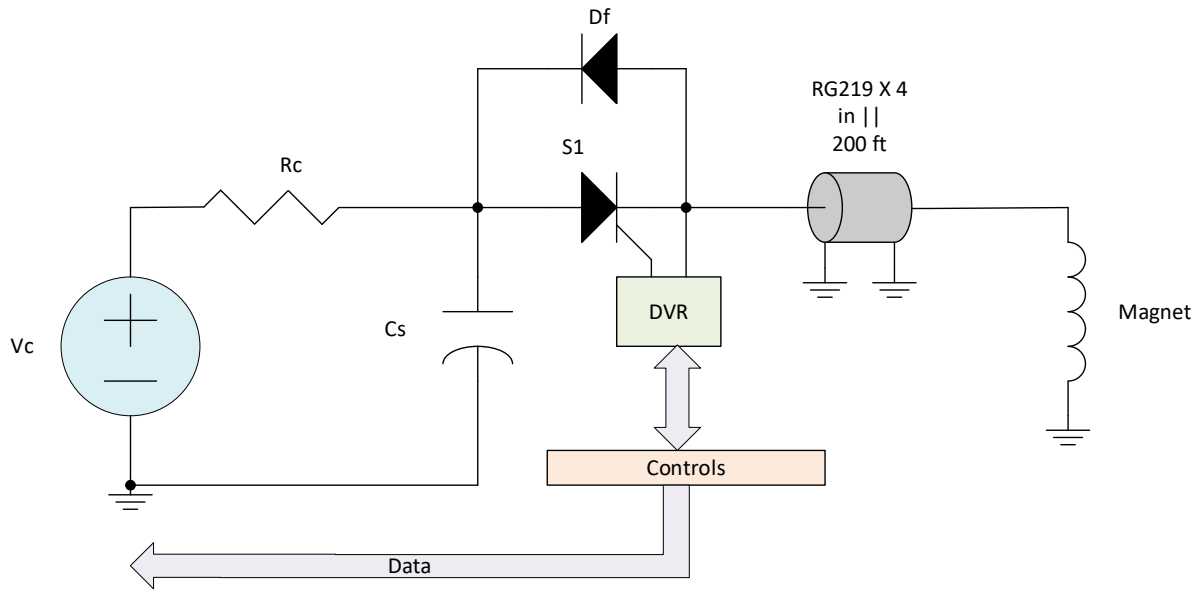 Df
RG219 X 4
in ||
200 ft
S1
Rc
DVR
Magnet
Cs
Vc
Controls
Data